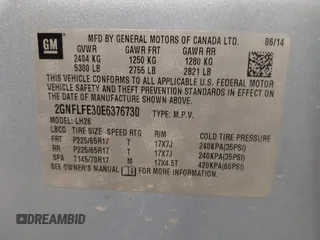 GM
MFD BY GENERAL MOTORS OF CANADA LTD. 06/14
GVWR GAWR FRT GAWR RR
2404 KG 1250 KG 1280 KG
5300 LB 2755 LB 2821 LB
THIS VEHICLE CONFORMS TO ALL APPLICABLE U.S. FEDERAL MOTOR
VEHICLE SAFETY, BUMPER, AND THEFT PREVENTION STANDARDS IN
EFFECT ON THE DATE OF MANUFACTURE SHOWN ABOVE.
2GNFLFE30E6376730 TYPE: M.P.V.
MODEL: LH26
LBCD TIRE SIZE SPEED RTG RIM COLD TIRE PRESSURE
FRT P225/65R17 T 17X7J 240KPA(35PSI)
RR P225/65R17 T 17X7J 240KPA(35PSI)
SPA T145/70R17 M 17X4.5T 420KPA(60PSI)
SEE OWNER'S MANUAL FOR ADDITIONAL INFORMATION.
DREAMBID